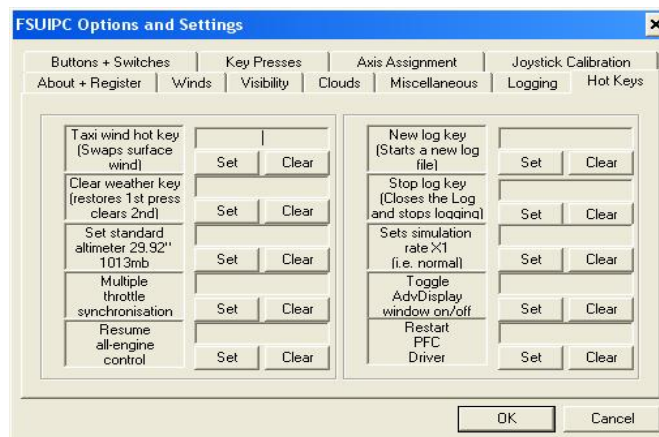 FSUIPC Options and Settings
Buttons + Switches
Key Presses
Axis Assignment
Joystick Calibration
About + Register
Winds
Visibility
Clouds
Miscellaneous
Logging
Hot Keys
Taxi wind hot key
(Swaps surface
wind)
Set
Clear
Clear weather key
(restores 1st press
clears 2nd)
Set
Clear
Set standard
altimeter 29.92"
1013mb
Set
Clear
Multiple
throttle
synchronisation
Set
Clear
Resume
all-engine
control
Set
Clear
New log key
(Starts a new log
file)
Set
Clear
Stop log key
(Closes the Log
and stops logging)
Set
Clear
Sets simulation
rate X1
(i.e. normal)
Set
Clear
Toggle
AdvDisplay
window on/off
Set
Clear
Restart
PFC
Driver
Set
Clear
OK
Cancel